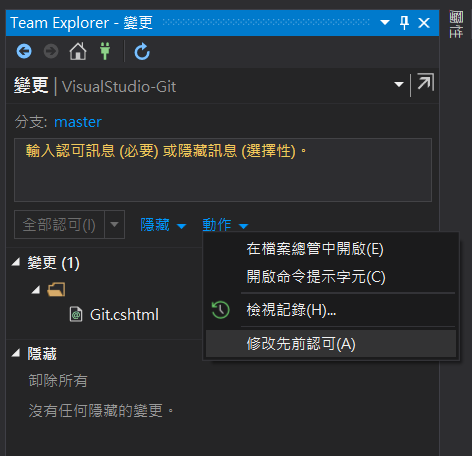 Team Explorer - 變更
屬性
變更 | VisualStudio-Git
分支: master
輸入認可訊息 (必要) 或隱藏訊息 (選擇性)。
全部認可(I) 隱藏 動作
在檔案總管中開啟(E)
開啟命令提示字元(C)
檢視記錄(H)...
修改先前認可(A)
變更 (1)
Git.cshtml
隱藏
卸除所有
沒有任何隱藏的變更。